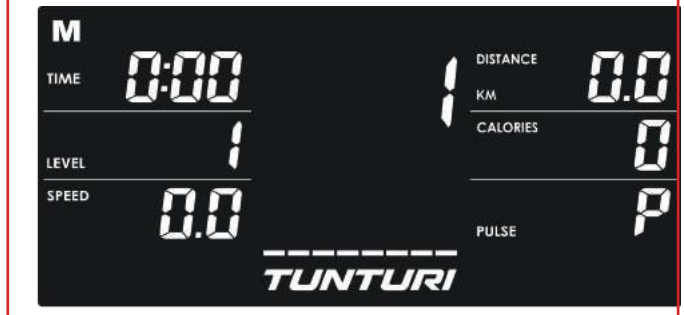 M
TIME 0:00
LEVEL 1
SPEED 0.0
1
DISTANCE
KM 0.0
CALORIES 0
PULSE P
TUNTURI